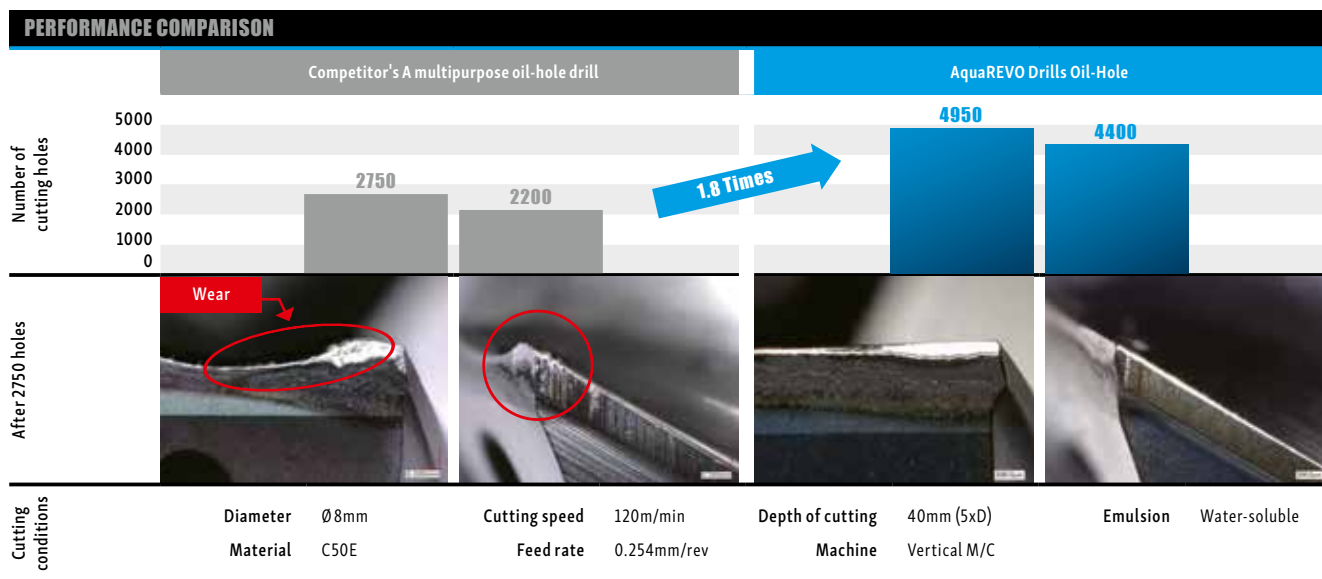 PERFORMANCE COMPARISON
Competitor's A multipurpose oil-hole drill
AquaREVO Drills Oil-Hole
Number of
cutting holes
5000
4000
3000
2000
1000
0
2750
2200
1.8 Times
4950
4400
After 2750 holes
Wear
Cutting
conditions
Diameter Ø8mm Cutting speed 120m/min Depth of cutting 40mm (5xD) Emulsion Water-soluble
Material C50E Feed rate 0.254mm/rev Machine Vertical M/C